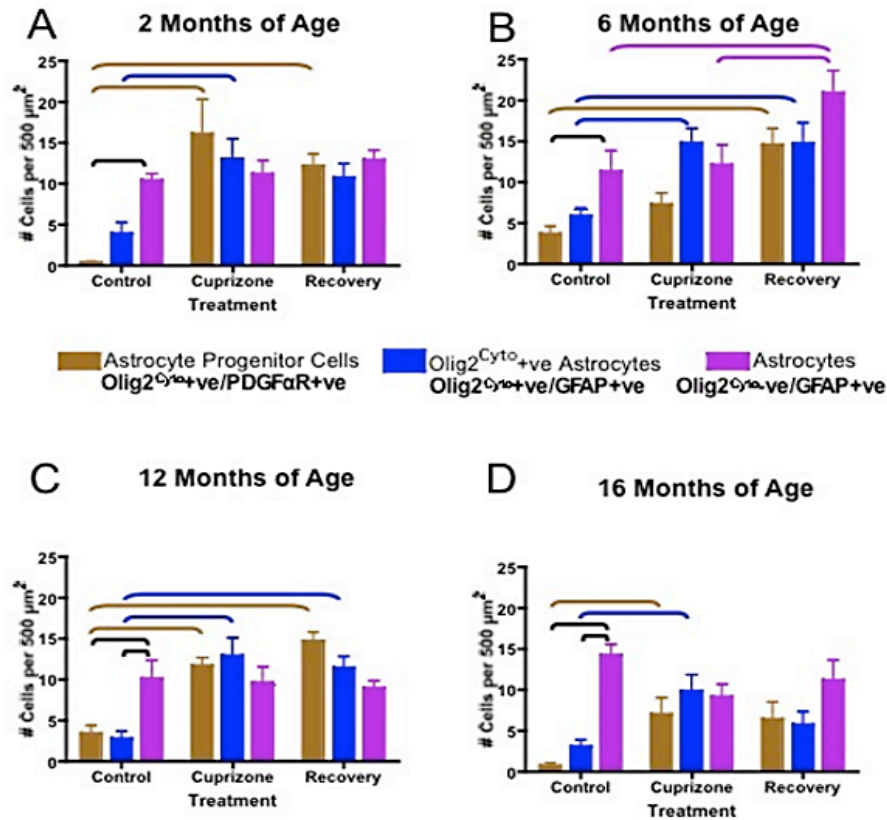 A
2 Months of Age
# Cells per 500 µm²
25
20
15
10
5
0
Control Cuprizone Recovery
Treatment
B
6 Months of Age
# Cells per 500 µm²
25
20
15
10
5
0
Control Cuprizone Recovery
Treatment
Astrocyte Progenitor Cells
Olig2Cyto+ve/PDGFαR+ve
Olig2Cyto+ve Astrocytes
Olig2Cyto+ve/GFAP+ve
Astrocytes
Olig2Cyto-ve/GFAP+ve
C
12 Months of Age
# Cells per 500 µm²
25
20
15
10
5
0
Control Cuprizone Recovery
Treatment
D
16 Months of Age
# Cells per 500 µm²
25
20
15
10
5
0
Control Cuprizone Recovery
Treatment